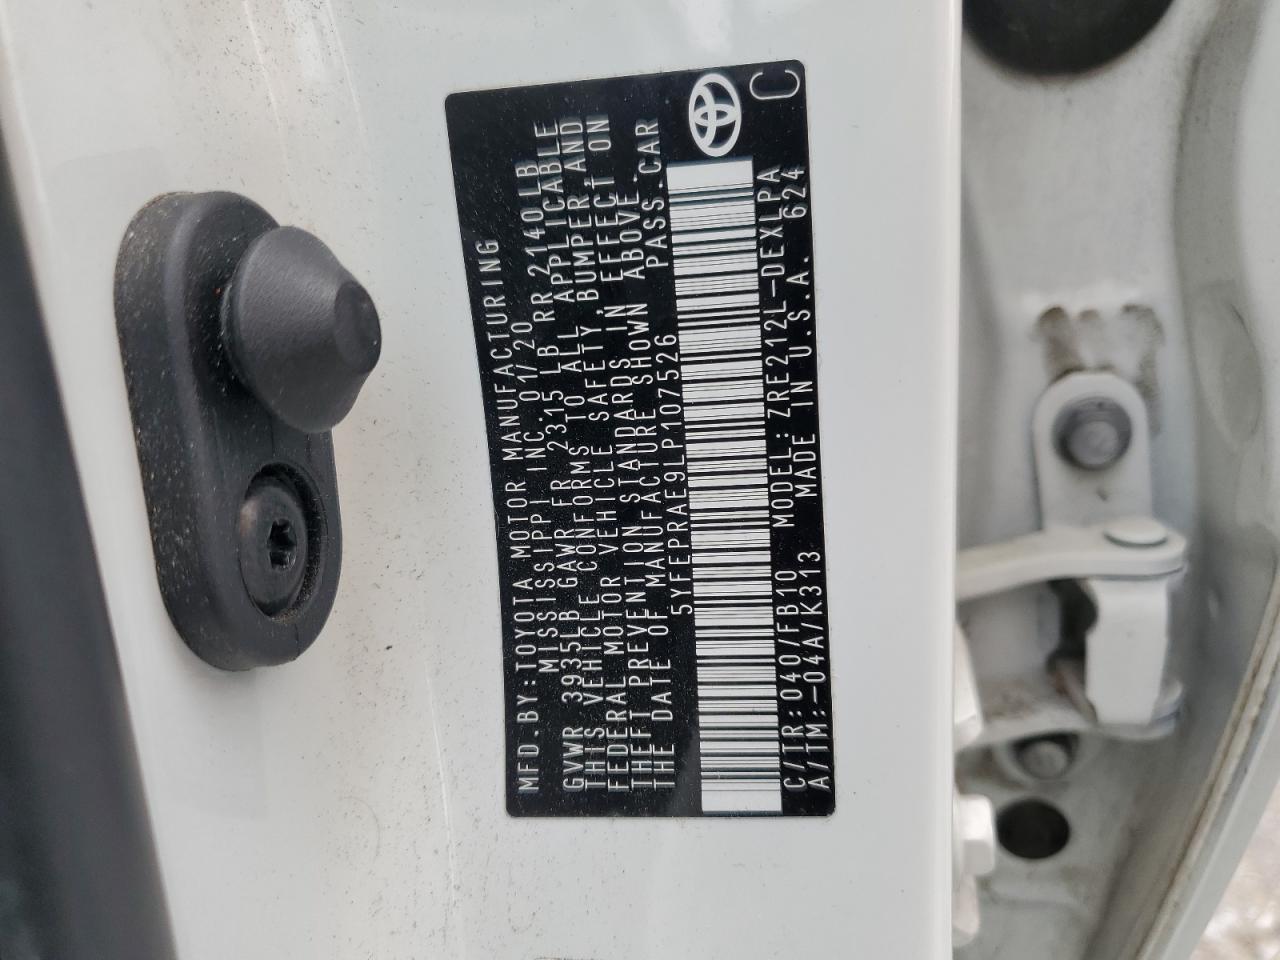 MFD.BY:TOYOTA MOTOR MANUFACTURING
MISSISSIPPI INC. 01/20
GVWR 3935LB GAWR FR 2315 LB RR 2140LB
THIS VEHICLE CONFORMS TO ALL APPLICABLE
FEDERAL MOTOR VEHICLE SAFETY,BUMPER,AND
THEFT PREVENTION STANDARDS IN EFFECT ON
THE DATE OF MANUFACTURE SHOWN ABOVE.
5YFEPRAE9LP107526 PASS.CAR
C/TR:040/FB10 MODEL:ZRE212L-DEXLPA
A/TM:-04A/K313 MADE IN U.S.A. 624
C